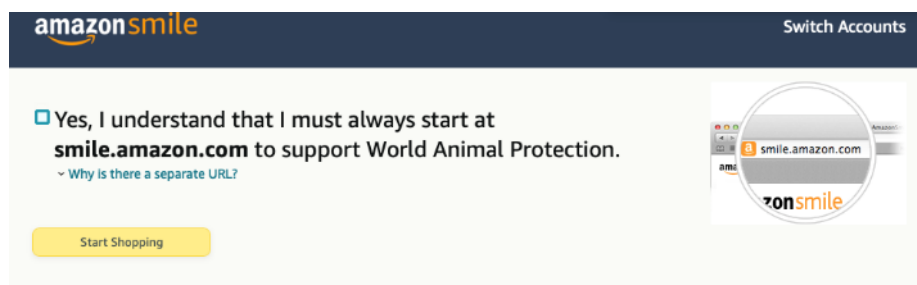 amazonsmile
Switch Accounts
Yes, I understand that I must always start at
smile.amazon.com to support World Animal Protection.
Why is there a separate URL?
Start Shopping
smile.amazon.com
zonsmile